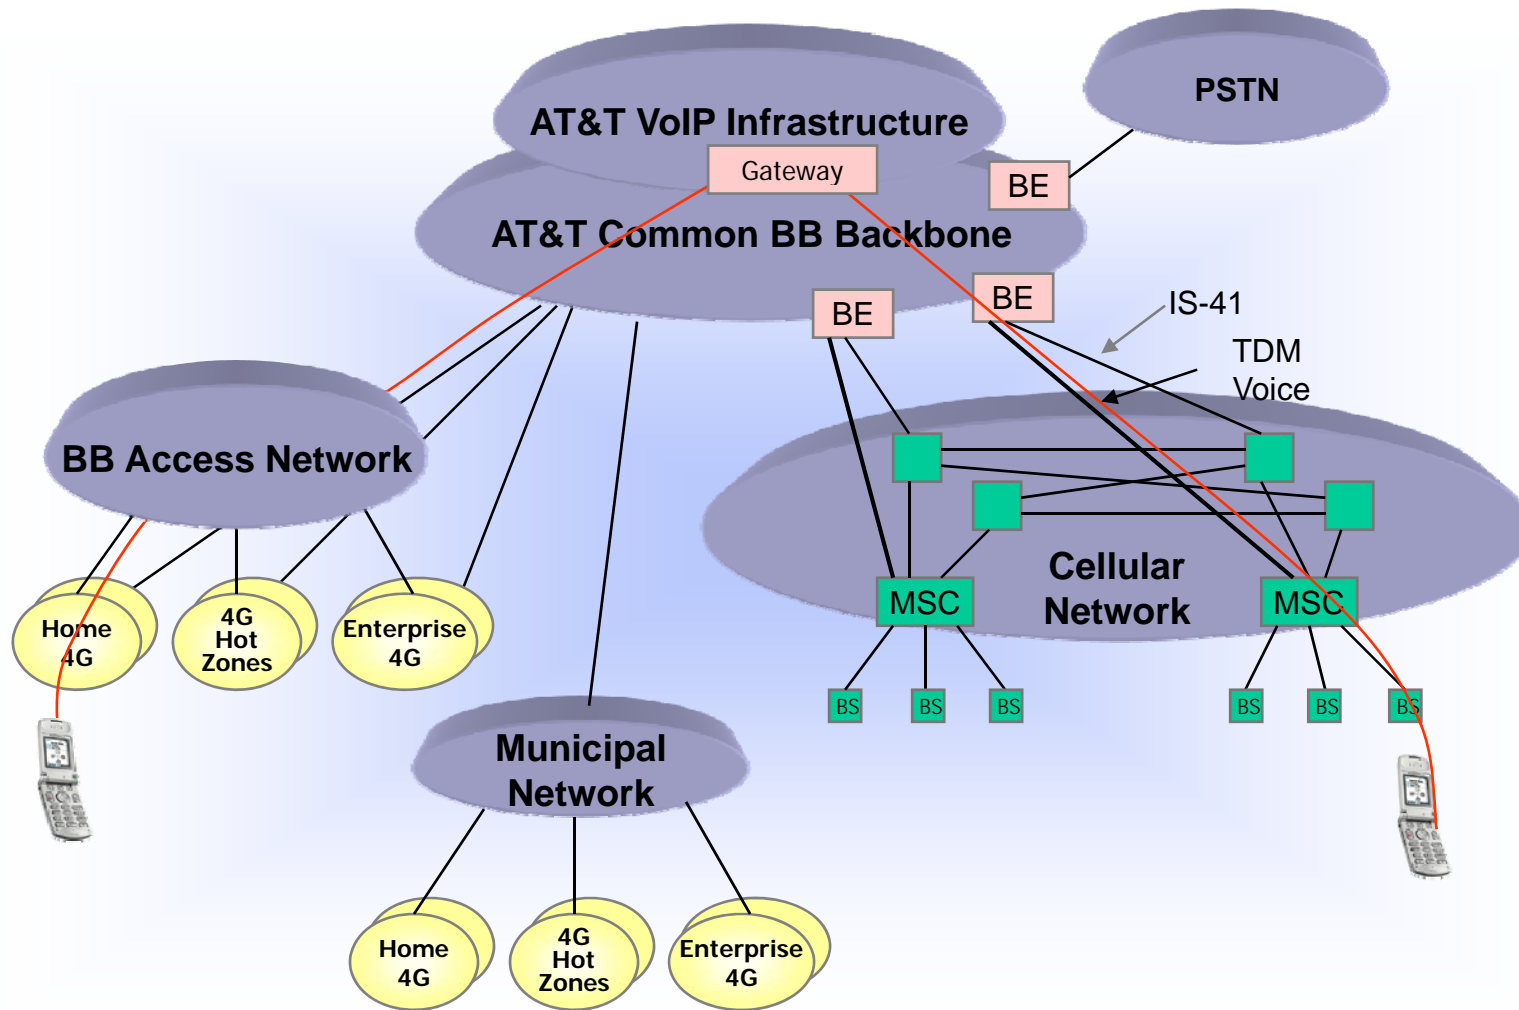 PSTN
AT&T VoIP Infrastructure
Gateway
BE
AT&T Common BB Backbone
BE
BE
IS-41
TDM
Voice
BB Access Network
Cellular
Network
MSC
MSC
Home
4G
4G
Hot
Zones
Enterprise
4G
BS
BS
BS
BS
BS
BS
Municipal
Network
Home
4G
4G
Hot
Zones
Enterprise
4G